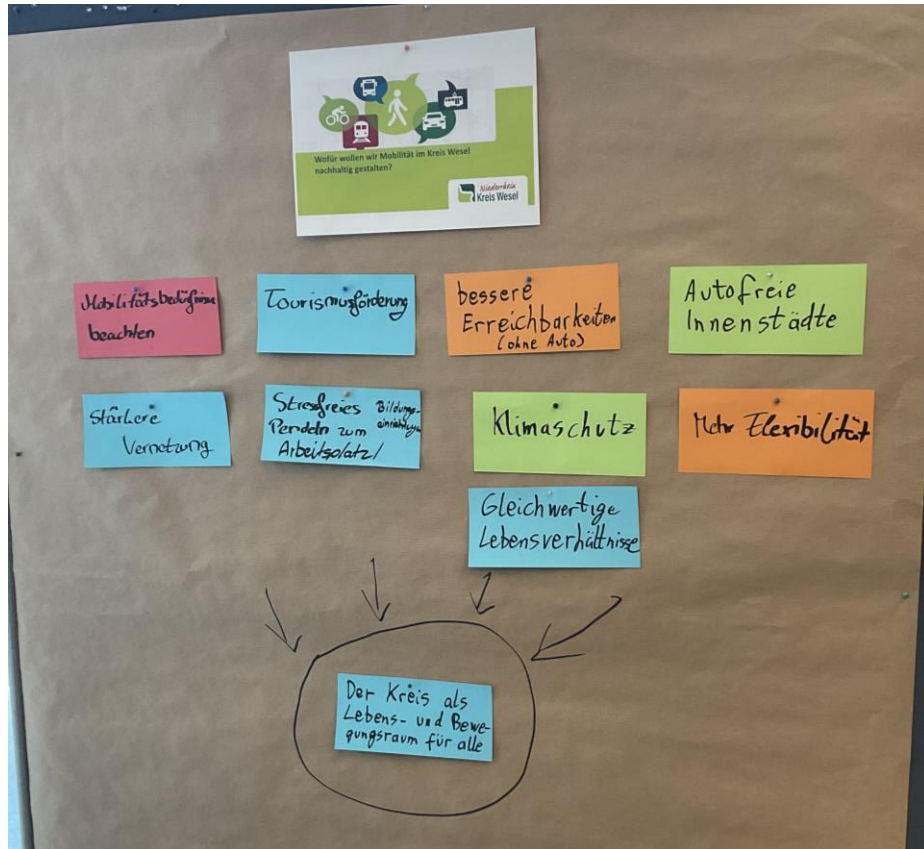 Wofür wollen wir Mobilität im Kreis Wesel
nachhaltig gestalten?
Niederrhein
Kreis Wesel
Mobilitätsbedürfnisse
beachten
Tourismusförderung
bessere
Erreichbarkeiten
(ohne Auto)
Autofreie
Innenstädte
Stärkere
Vernetzung
Stressfreies
Pendeln zum
Arbeitsplatz/
Bildungs-
einrichtungen
Klimaschutz
Mehr Flexibilität
Gleichwertige
Lebensverhältnisse
Der Kreis als
Lebens- und Bewe-
gungsraum für alle